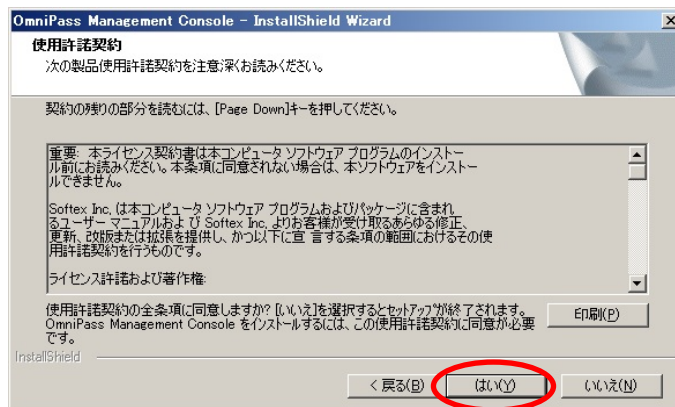 OmniPass Management Console - InstallShield Wizard
使用許諾契約
次の製品使用許諾契約を注意深くお読みください。
契約の残りの部分を読むには、[Page Down]キーを押してください。
重要: 本ライセンス契約書は本コンピュータ ソフトウェア プログラムのインストー
ル前にお読みください。本条項に同意されない場合は、本ソフトウェアをインストー
ルできません。
Softex Inc. は本コンピュータ ソフトウェア プログラムおよびパッケージに含まれ
るユーザー マニュアルおよ び Softex Inc. よりお客様が受け取るあらゆる修正、
更新、改版または拡張を提供し、かつ以下に宣 言する条項の範囲におけるその使
用許諾契約を行うものです。
ライセンス許諾および著作権:
使用許諾契約の全条項に同意しますか? [いいえ]を選択するとセットアップが終了されます。
OmniPass Management Console をインストールするには、この使用許諾契約に同意が必要
です。
印刷(P)
InstallShield
< 戻る(B)
はい(Y)
いいえ(N)